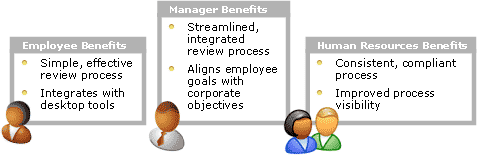 Employee Benefits
Simple, effective
review process
Integrates with
desktop tools
Manager Benefits
Streamlined,
integrated
review process
Aligns employee
goals with
corporate
objectives
Human Resources Benefits
Consistent, compliant
process
Improved process
visibility